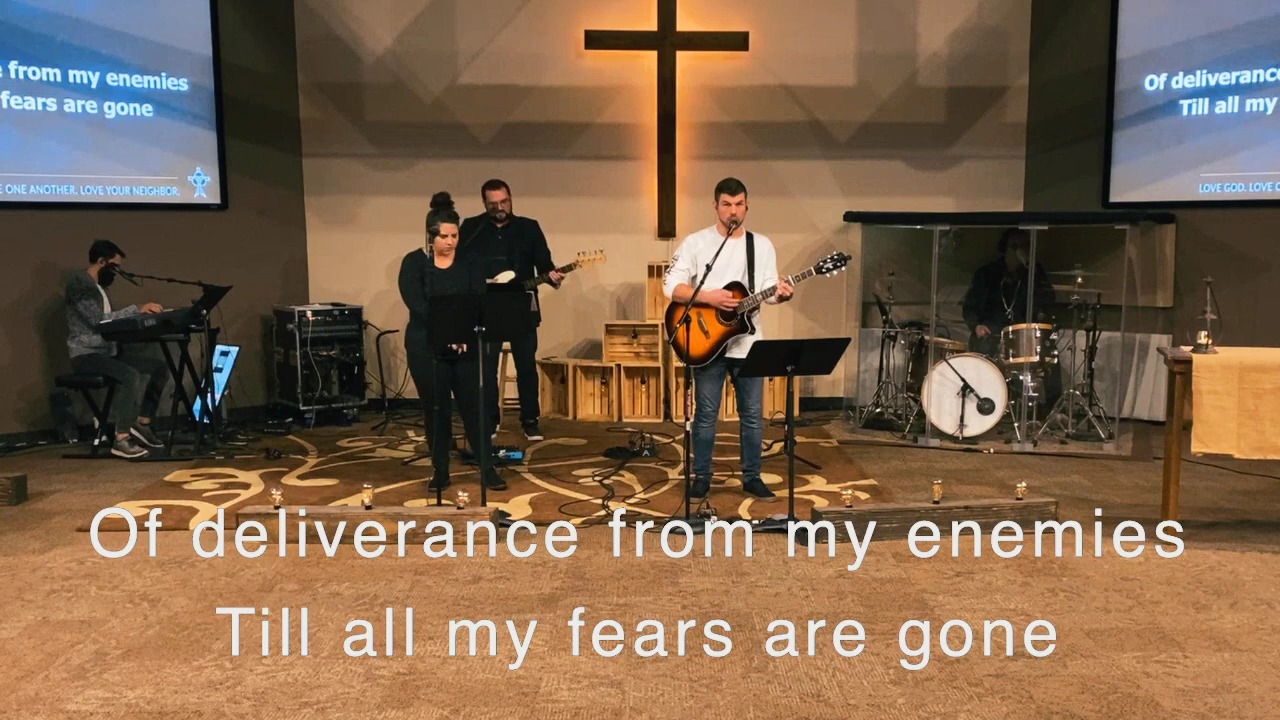 e from my enemies
fears are gone
E ONE ANOTHER. LOVE YOUR NEIGHBOR.
Of deliverance
Till all my
LOVE GOD. LOVE O
Of deliverance from my enemies
Till all my fears are gone